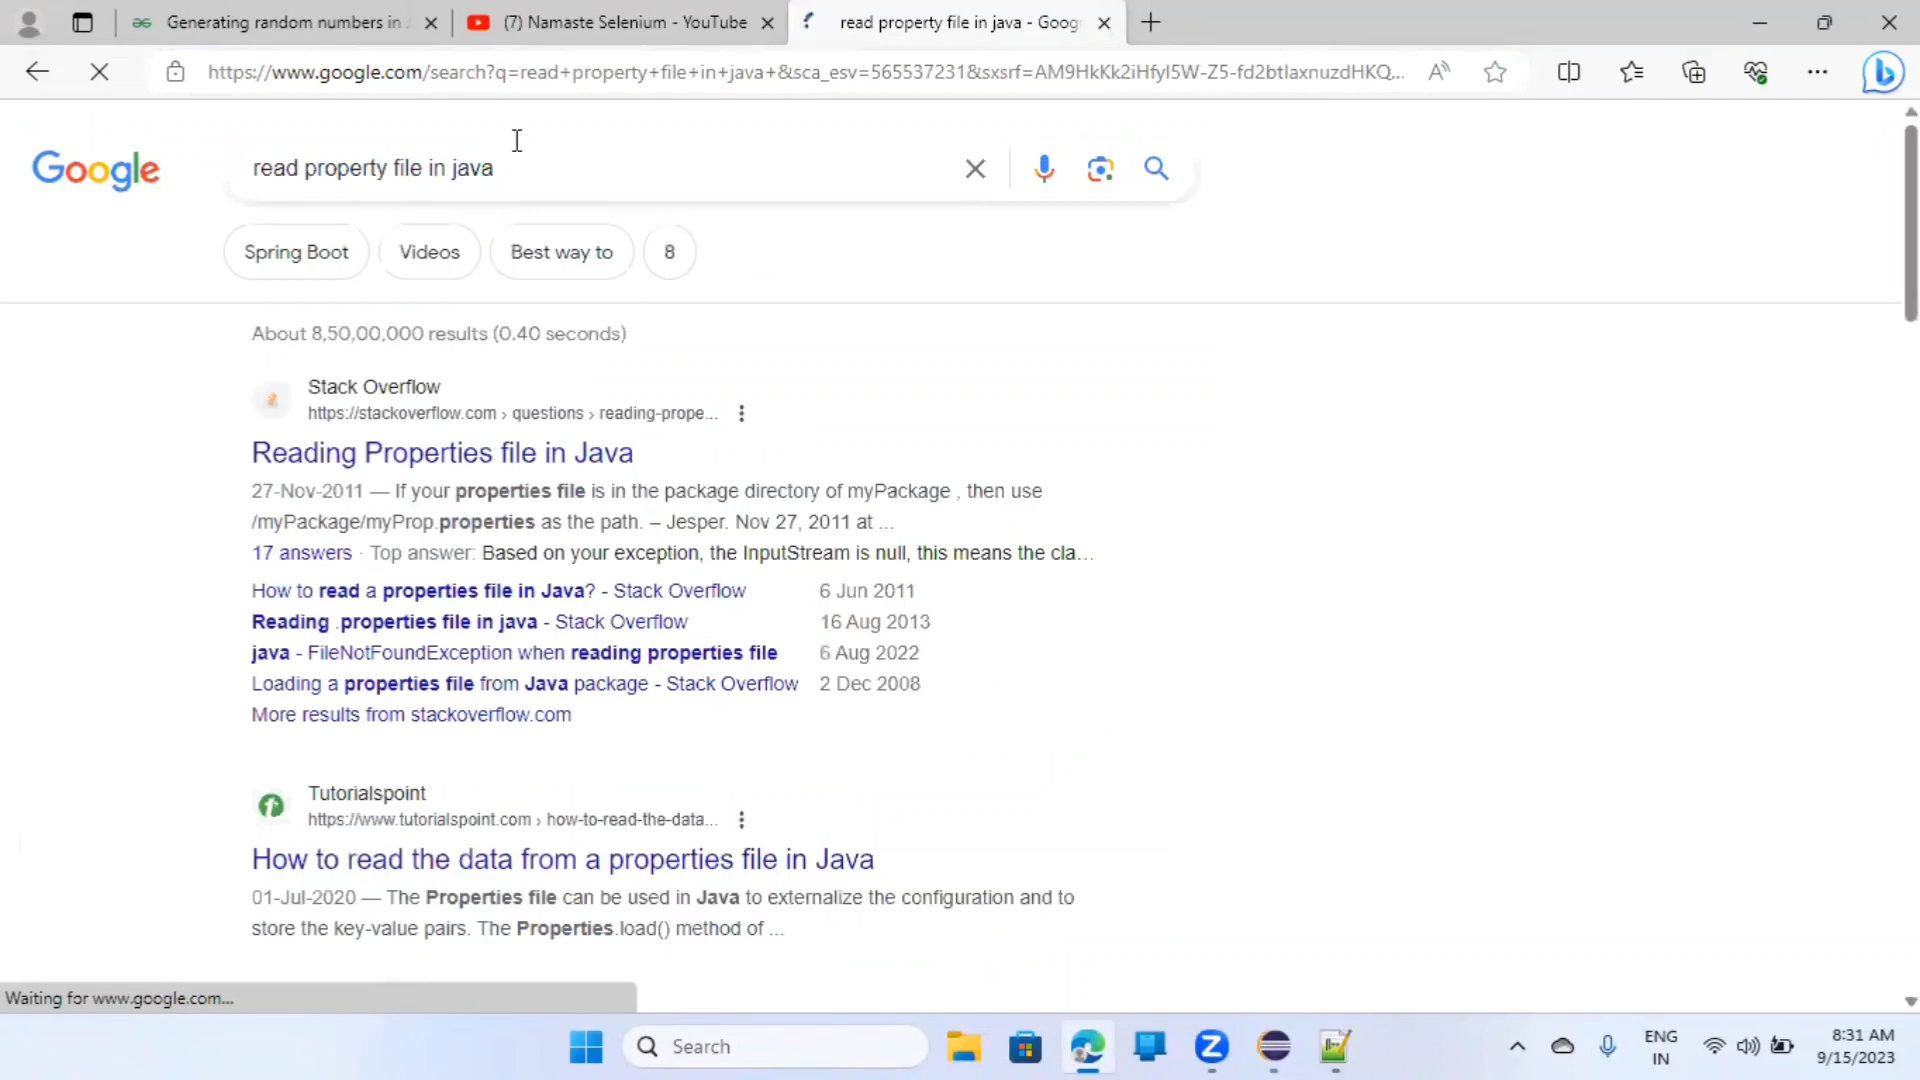 Generating random numbers in
(7) Namaste Selenium - YouTube
read property file in java - Goog
https://www.google.com/search?q=read+property+file+in+java+&sca_esv=565537231&sxsrf=AM9HkKk2iHfyI5W-Z5-fd2btlaxnuzdHKQ...
Google
read property file in java
Spring Boot
Videos
Best way to
8
About 8,50,00,000 results (0.40 seconds)
Stack Overflow
https://stackoverflow.com › questions › reading-prope...
Reading Properties file in Java
27-Nov-2011 — If your properties file is in the package directory of myPackage , then use
/myPackage/myProp.properties as the path. – Jesper. Nov 27, 2011 at ...
17 answers · Top answer: Based on your exception, the InputStream is null, this means the cla...
How to read a properties file in Java? - Stack Overflow 6 Jun 2011
Reading .properties file in java - Stack Overflow 16 Aug 2013
java - FileNotFoundException when reading properties file 6 Aug 2022
Loading a properties file from Java package - Stack Overflow 2 Dec 2008
More results from stackoverflow.com
Tutorialspoint
https://www.tutorialspoint.com › how-to-read-the-data...
How to read the data from a properties file in Java
01-Jul-2020 — The Properties file can be used in Java to externalize the configuration and to
store the key-value pairs. The Properties.load() method of ...
Waiting for www.google.com...
Search
ENG
IN
8:31 AM
9/15/2023